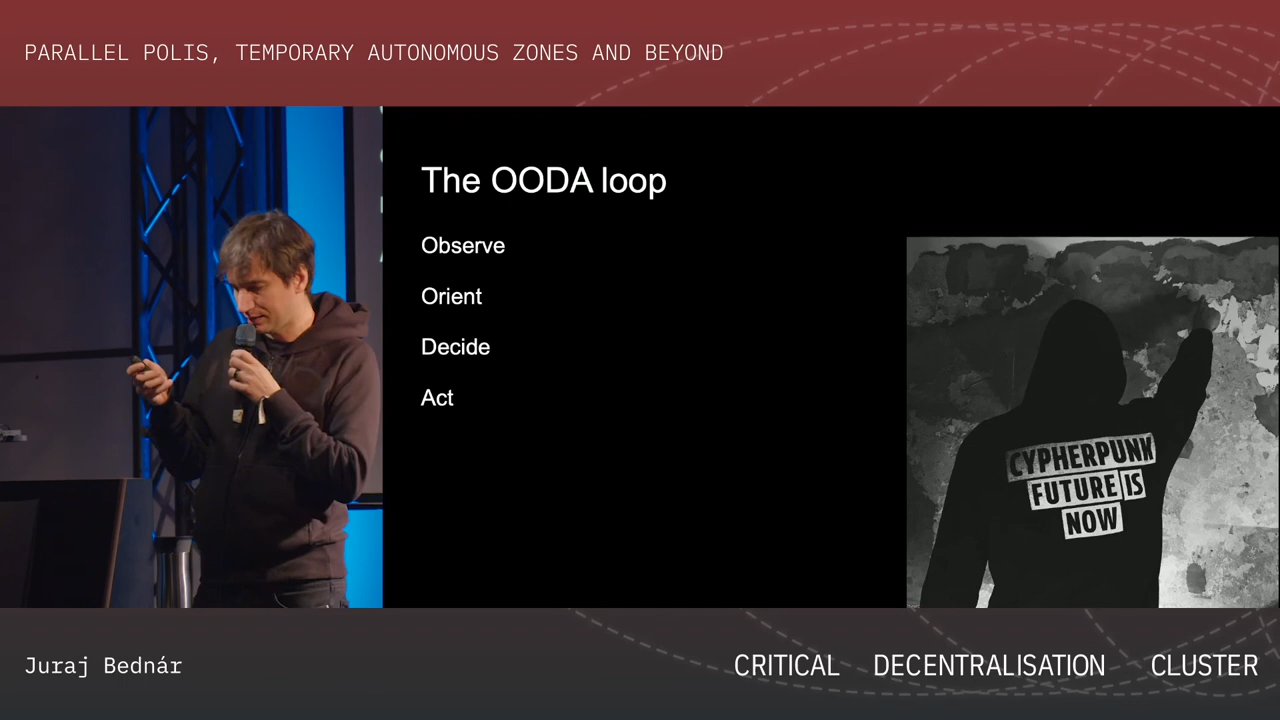 PARALLEL POLIS, TEMPORARY AUTONOMOUS ZONES AND BEYOND
The OODA loop
Observe
Orient
Decide
Act
CYPHERPUNK
FUTURE IS
NOW
Juraj Bednár
CRITICAL DECENTRALISATION CLUSTER